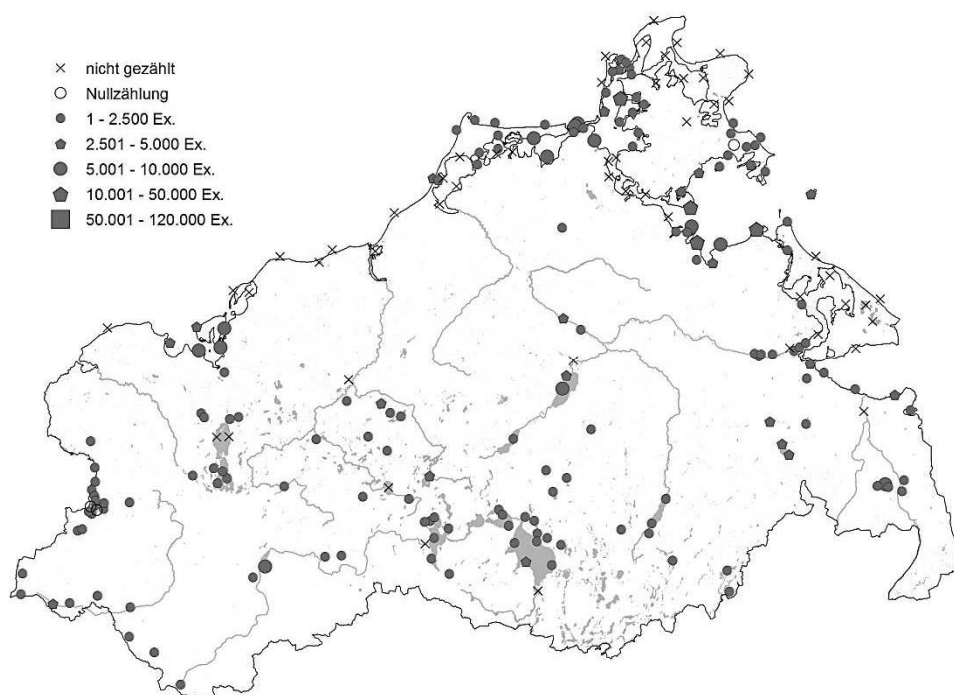 nicht gezählt
Nullzählung
1 - 2.500 Ex.
2.501 - 5.000 Ex.
5.001 - 10.000 Ex.
10.001 - 50.000 Ex.
50.001 - 120.000 Ex.